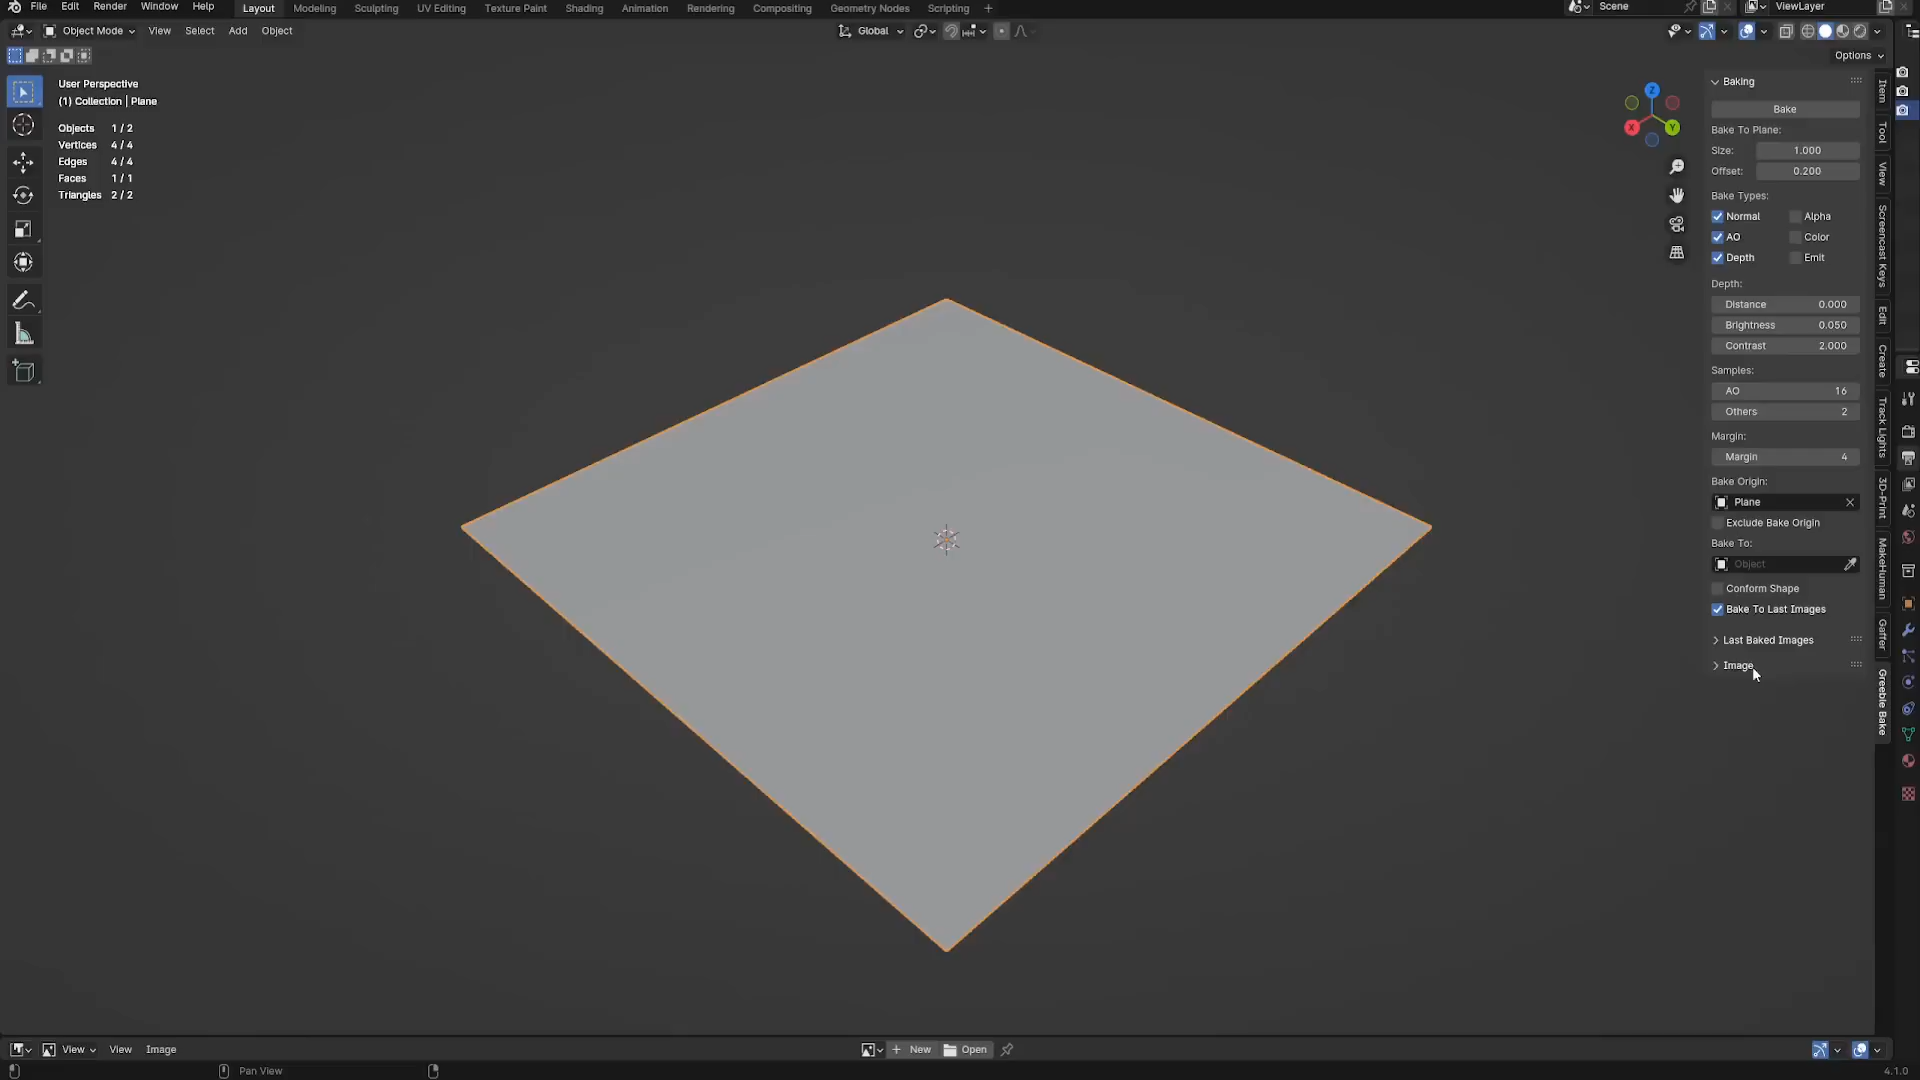 File Edit Render Window Help Layout Modeling Sculpting UV Editing Texture Paint Shading Animation Rendering Compositing Geometry Nodes Scripting + Scene ViewLayer
Object Mode View Select Add Object Global
Options
User Perspective
(1) Collection | Plane
Objects 1 / 2
Vertices 4 / 4
Edges 4 / 4
Faces 1 / 1
Triangles 2 / 2
Z
X
Y
Baking
Bake
Bake To Plane:
Size: 1.000
Offset: 0.200
Bake Types:
Normal Alpha
AO Color
Depth Emit
Depth:
Distance 0.000
Brightness 0.050
Contrast 2.000
Samples:
AO 16
Others 2
Margin:
Margin 4
Bake Origin:
Plane
Exclude Bake Origin
Bake To:
Object
Conform Shape
Bake To Last Images
Last Baked Images
Image
Item
Tool
View
Screencast Keys
Edit
Create
Track Lights
3D-Print
MakeHuman
Gaffer
Greeble Bake
View View Image + New Open
Pan View 4.1.0